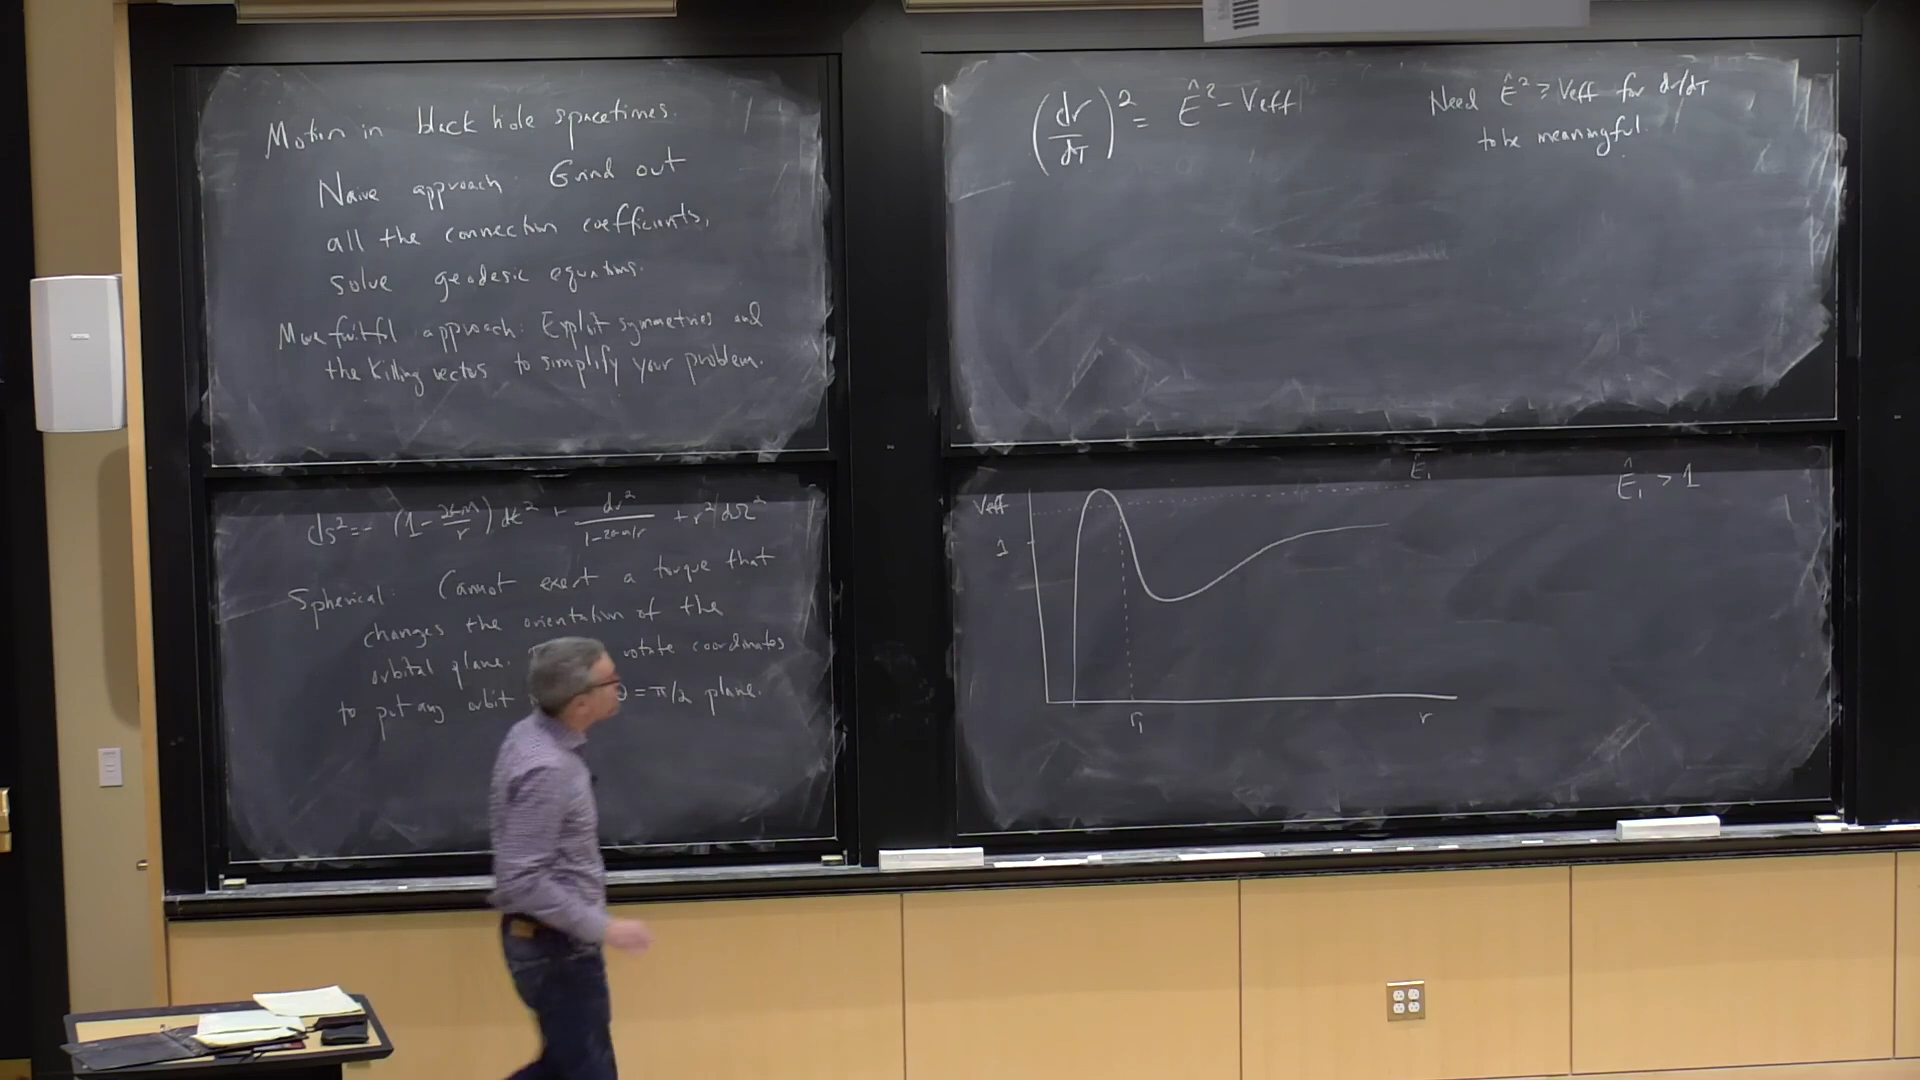 Motion in black hole spacetimes.
Naive approach: Grind out
all the connection coefficients,
solve geodesic equations.
More fruitful approach: Exploit symmetries and
the Killing vectors to simplify your problem.
ds² = -(1 - 2GM/r) dt² + dr²/(1 - 2GM/r) + r² dΩ²
Spherical: Cannot exert a torque that
changes the orientation of the
orbital plane. rotate coordinates
to put any orbit θ = π/2 plane.
(dr/dτ)² = Ê² - Veff
Need Ê² ≥ Veff for dr/dτ
to be meaningful.
Ê₁
Ê₁ > 1
Veff
1
r₁
r